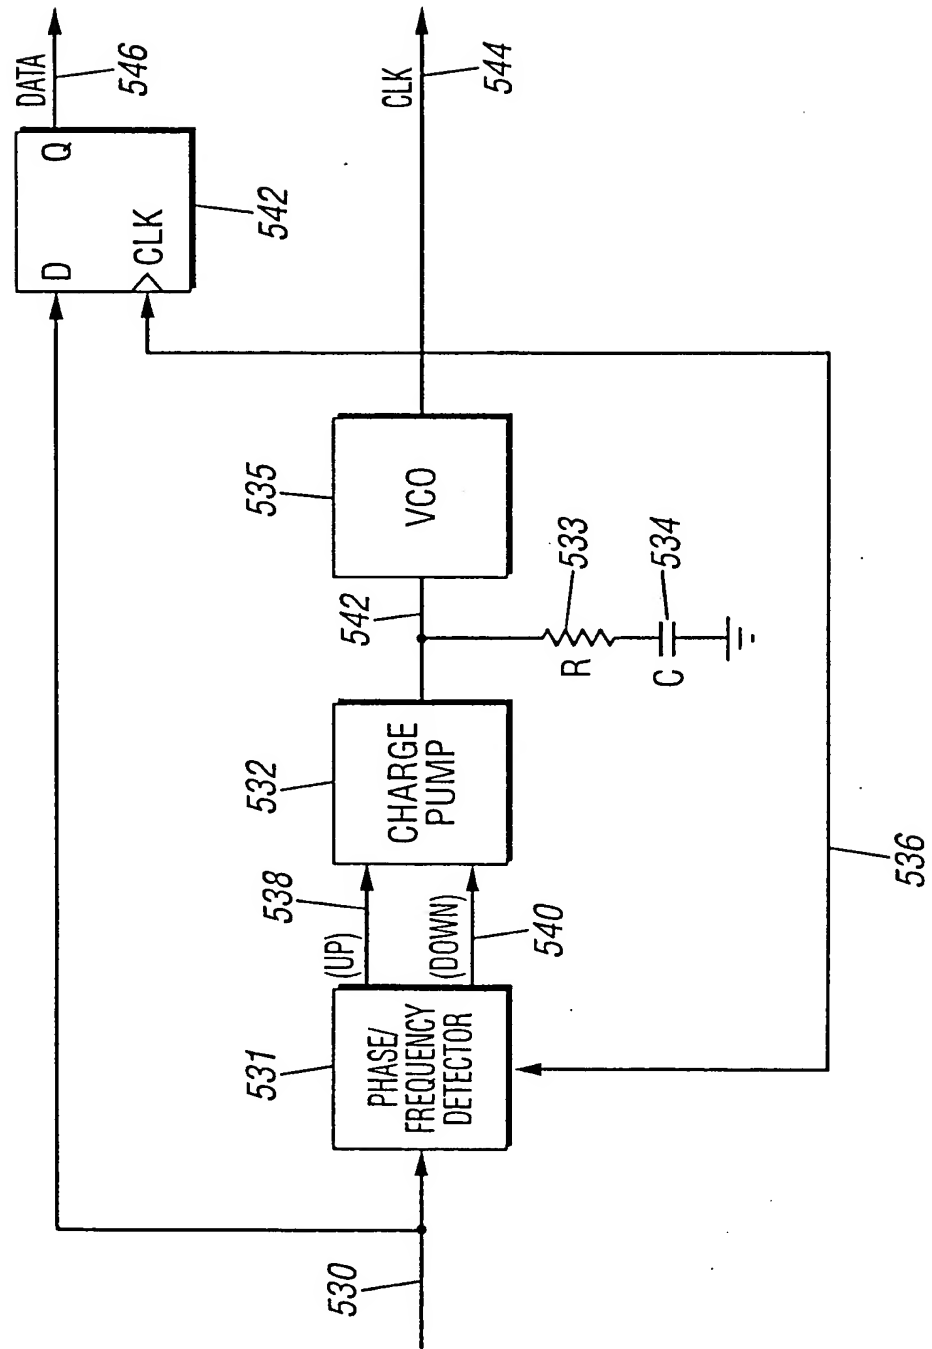 530
531
PHASE/
FREQUENCY
DETECTOR
(UP)
538
(DOWN)
540
532
CHARGE
PUMP
542
R
533
C
534
535
VCO
536
D
Q
CLK
542
DATA
546
CLK
544